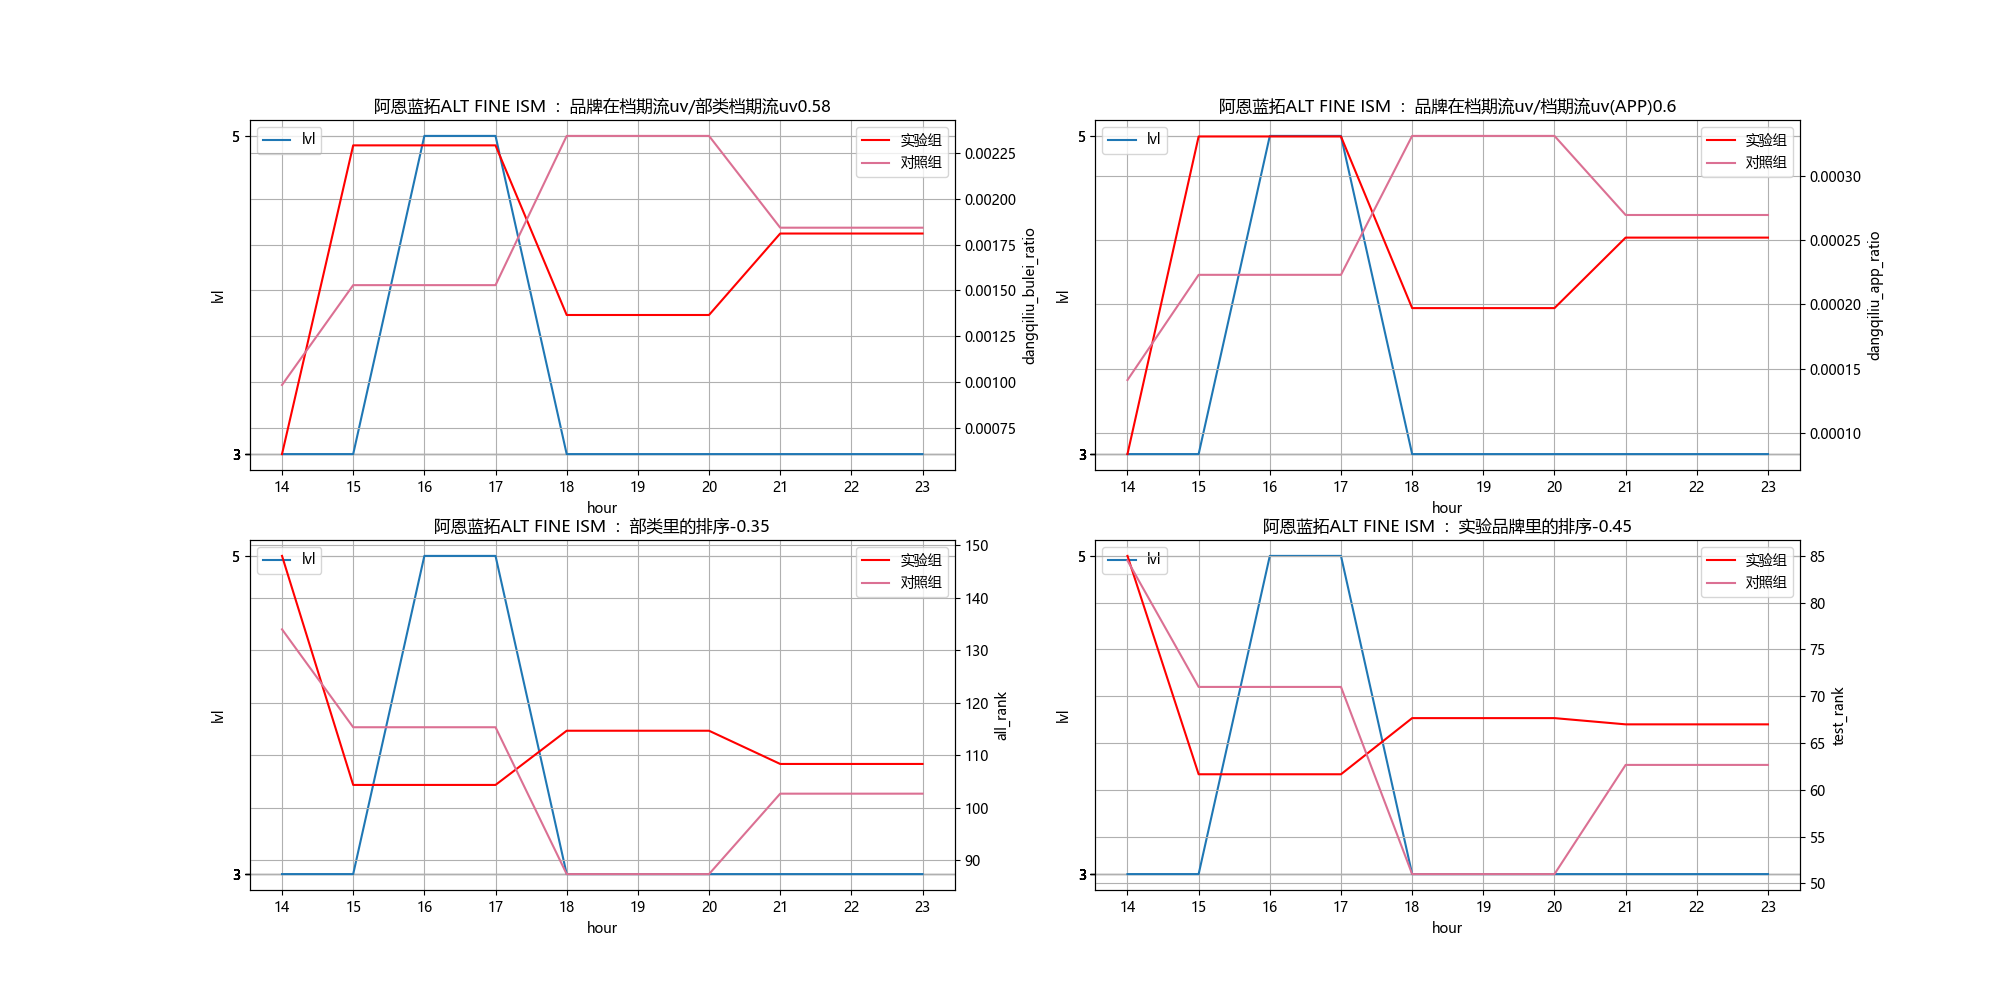 阿恩蓝拓ALT FINE ISM ： 品牌在档期流uv/部类档期流uv0.58
lvl
实验组
对照组
5
3
lvl
0.00225
0.00200
0.00175
0.00150
0.00125
0.00100
0.00075
dangqiliu_bulei_ratio
14 15 16 17 18 19 20 21 22 23
hour
阿恩蓝拓ALT FINE ISM ： 品牌在档期流uv/档期流uv(APP)0.6
lvl
实验组
对照组
5
3
lvl
0.00030
0.00025
0.00020
0.00015
0.00010
dangqiliu_app_ratio
14 15 16 17 18 19 20 21 22 23
hour
阿恩蓝拓ALT FINE ISM ： 部类里的排序-0.35
lvl
实验组
对照组
5
3
lvl
150
140
130
120
110
100
90
all_rank
14 15 16 17 18 19 20 21 22 23
hour
阿恩蓝拓ALT FINE ISM ： 实验品牌里的排序-0.45
lvl
实验组
对照组
5
3
lvl
85
80
75
70
65
60
55
50
test_rank
14 15 16 17 18 19 20 21 22 23
hour